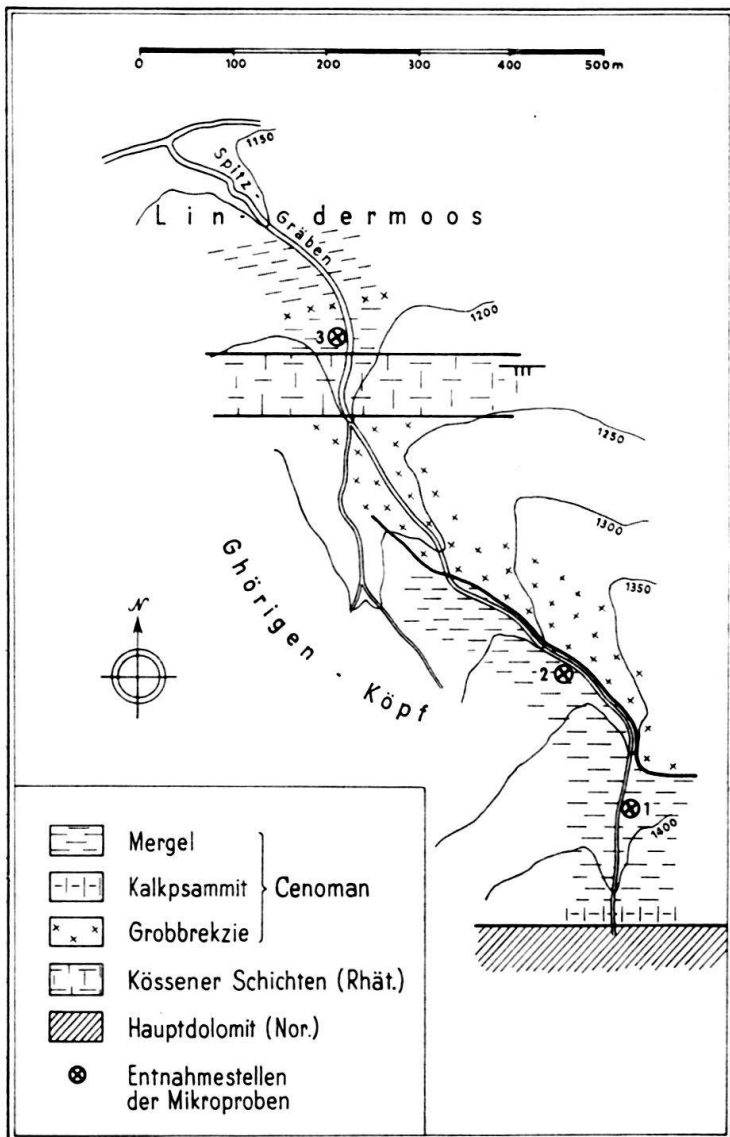 0 100 200 300 400 500 m
1150
Spitz-
Gräben
Lin-dermoos
1200
3
1250
1300
1350
Ghörigen - Köpf
N
2
1
1400
Mergel
Kalkpsammit
Cenoman
Grobbrekzie
Kössener Schichten (Rhät.)
Hauptdolomit (Nor.)
Entnahmestellen
der Mikroproben